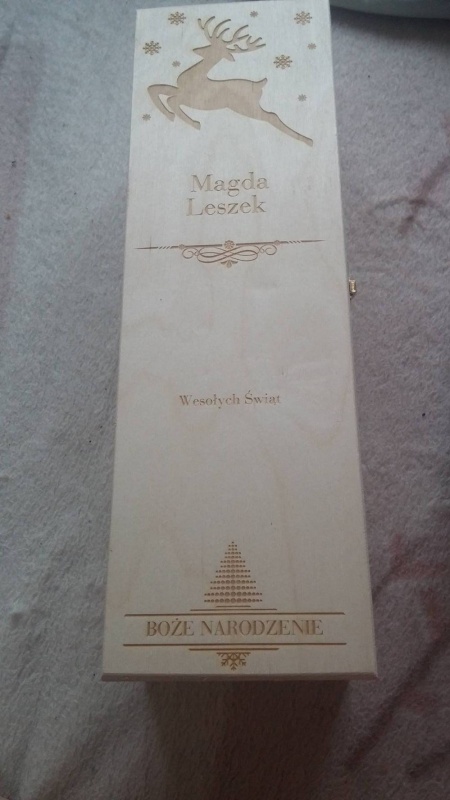 Magda
Leszek
Wesołych Świąt
BOŻE NARODZENIE